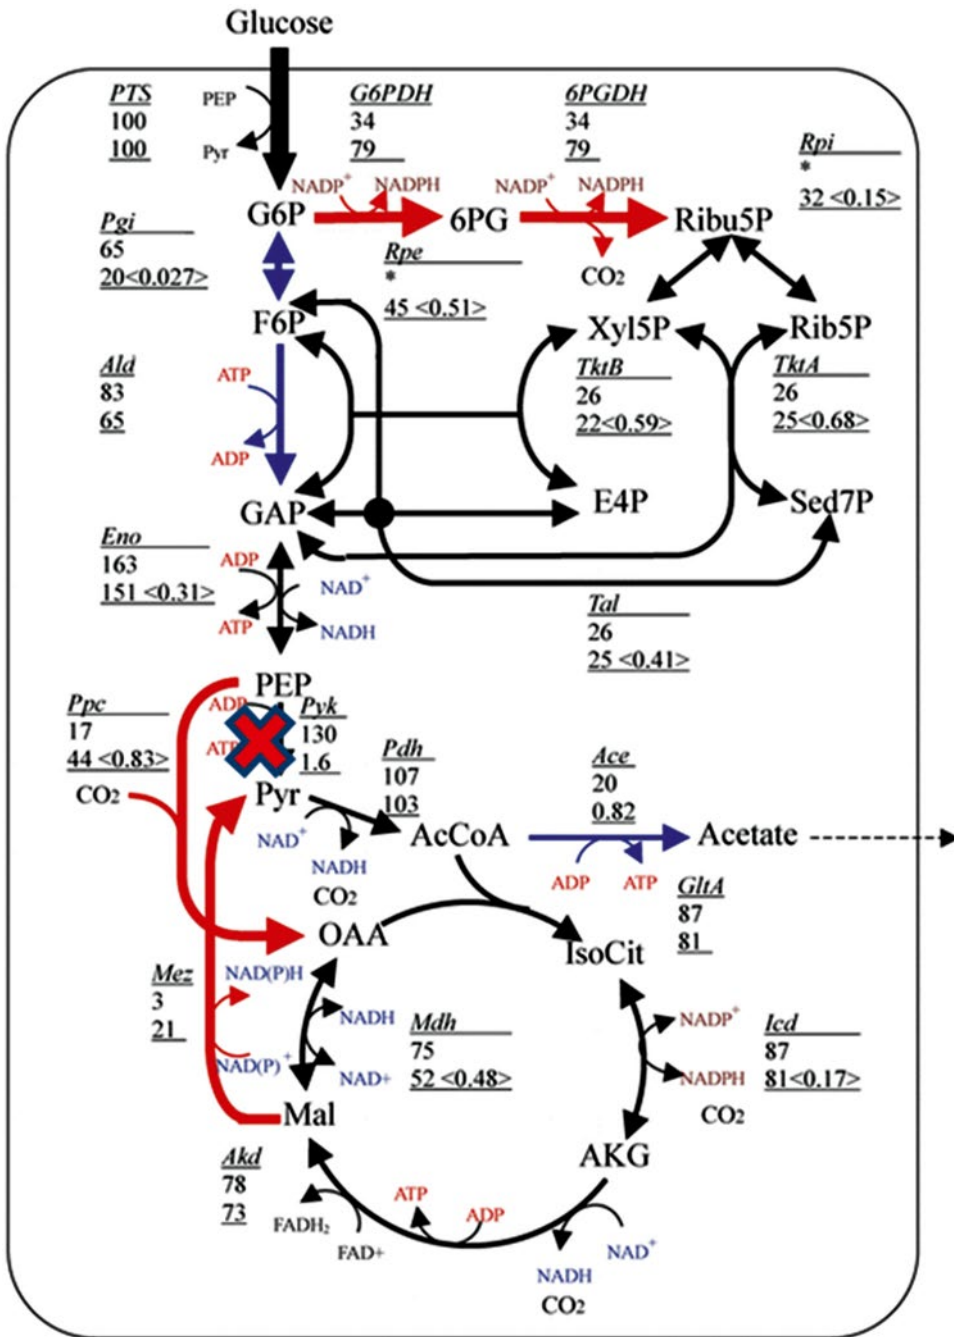 Glucose
PTS
100
100
PEP
Pyr
G6PDH
34
79
6PGDH
34
79
Rpi
*
32 <0.15>
NADP+
NADPH
NADP+
NADPH
G6P
6PG
Ribu5P
CO2
Pgi
65
20<0.027>
Rpe
*
45 <0.51>
F6P
Xyl5P
Rib5P
Ald
83
65
ATP
ADP
TktB
26
22<0.59>
TktA
26
25<0.68>
GAP
E4P
Sed7P
Eno
163
151 <0.31>
ADP
ATP
NAD+
NADH
Tal
26
25 <0.41>
PEP
Ppc
17
44 <0.83>
CO2
ADP
ATP
Pyk
130
1.6
Pyr
NAD+
NADH
CO2
Pdh
107
103
AcCoA
Ace
20
0.82
Acetate
ADP
ATP
GltA
87
81
OAA
IsoCit
Mez
3
21
NAD(P)H
NAD(P)+
NADH
NAD+
Mdh
75
52 <0.48>
NADP+
NADPH
CO2
Icd
87
81<0.17>
Mal
AKG
Akd
78
73
FADH2
FAD+
ATP
ADP
NAD+
NADH
CO2